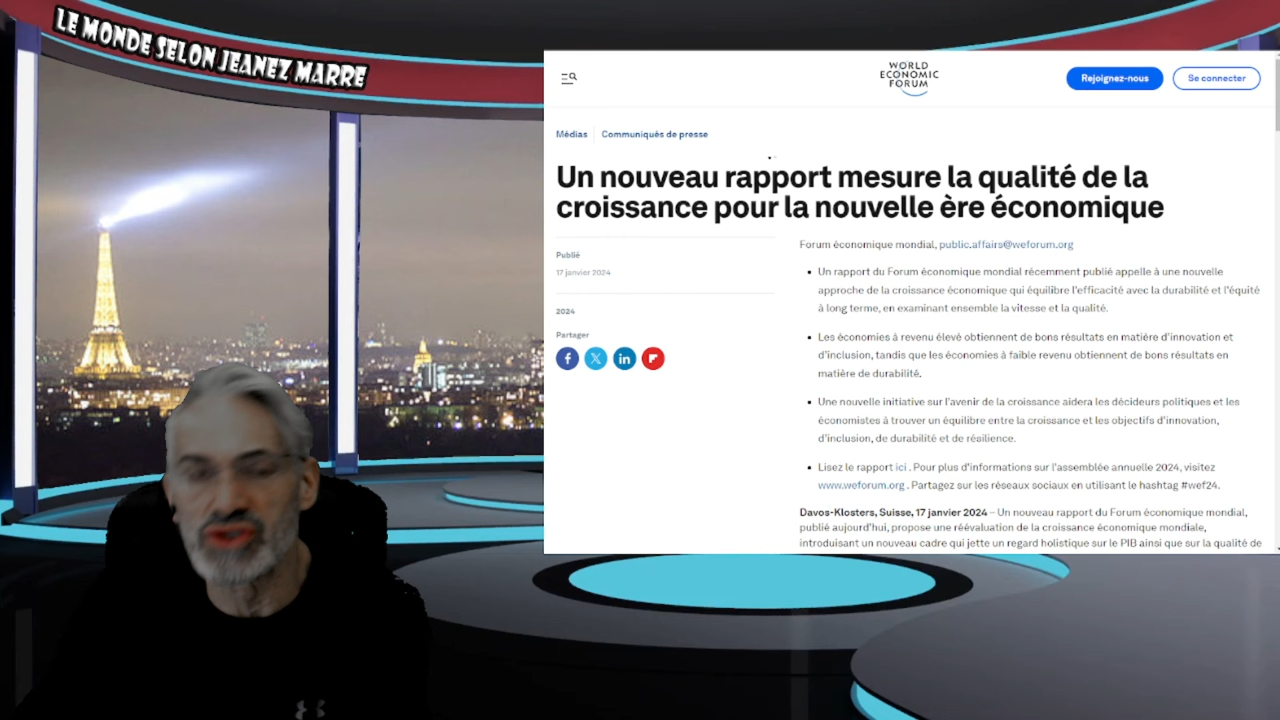 LE MONDE SELON JEANEZ MARRE
WORLD
ECONOMIC
FORUM
Rejoignez-nous
Se connecter
Médias
Communiqués de presse
Un nouveau rapport mesure la qualité de la
croissance pour la nouvelle ère économique
Publié
17 janvier 2024
2024
Partager
Forum économique mondial, public.affairs@weforum.org
• Un rapport du Forum économique mondial récemment publié appelle à une nouvelle
approche de la croissance économique qui équilibre l'efficacité avec la durabilité et l'équité
à long terme, en examinant ensemble la vitesse et la qualité.
• Les économies à revenu élevé obtiennent de bons résultats en matière d'innovation et
d'inclusion, tandis que les économies à faible revenu obtiennent de bons résultats en
matière de durabilité.
• Une nouvelle initiative sur l'avenir de la croissance aidera les décideurs politiques et les
économistes à trouver un équilibre entre la croissance et les objectifs d'innovation,
d'inclusion, de durabilité et de résilience.
• Lisez le rapport ici . Pour plus d'informations sur l'assemblée annuelle 2024, visitez
www.weforum.org . Partagez sur les réseaux sociaux en utilisant le hashtag #wef24.
Davos-Klosters, Suisse, 17 janvier 2024 – Un nouveau rapport du Forum économique mondial,
publié aujourd'hui, propose une réévaluation de la croissance économique mondiale,
introduisant un nouveau cadre qui jette un regard holistique sur le PIB ainsi que sur la qualité de